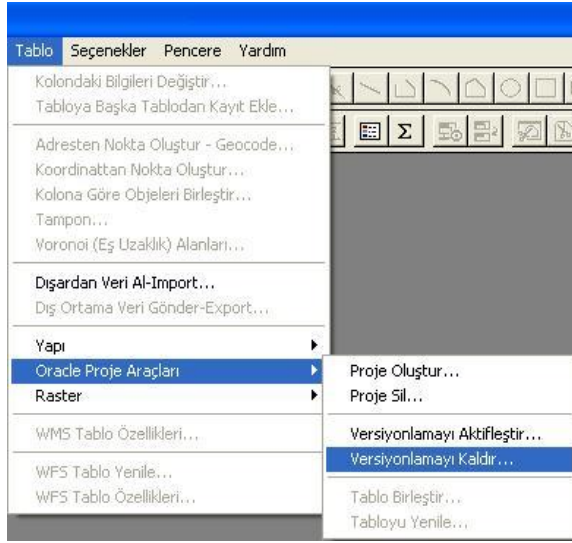 Tablo Seçenekler Pencere Yardım
Kolondaki Bilgileri Değiştir...
Tabloya Başka Tablodan Kayıt Ekle...
Adresten Nokta Oluştur - Geocode...
Koordinattan Nokta Oluştur...
Kolona Göre Objeleri Birleştir...
Tampon...
Voronoi (Eş Uzaklık) Alanları...
Dışardan Veri Al-Import...
Dış Ortama Veri Gönder-Export...
Yapı
Oracle Proje Araçları
Raster
WMS Tablo Özellikleri...
WFS Tablo Yenile...
WFS Tablo Özellikleri...
Proje Oluştur...
Proje Sil...
Versiyonlamayı Aktifleştir...
Versiyonlamayı Kaldır...
Tablo Birleştir...
Tabloyu Yenile...
Σ